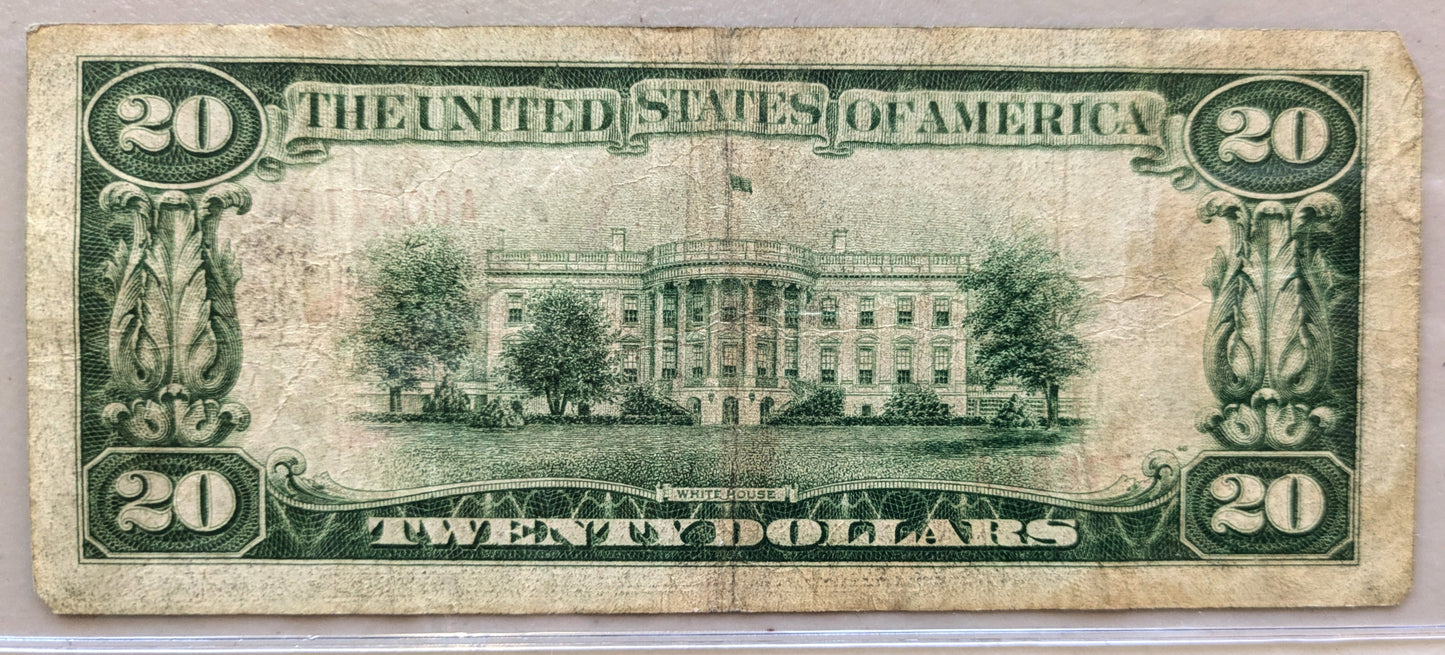 20 THE UNITED STATES OF AMERICA 20
WHITE HOUSE
20 TWENTY DOLLARS 20